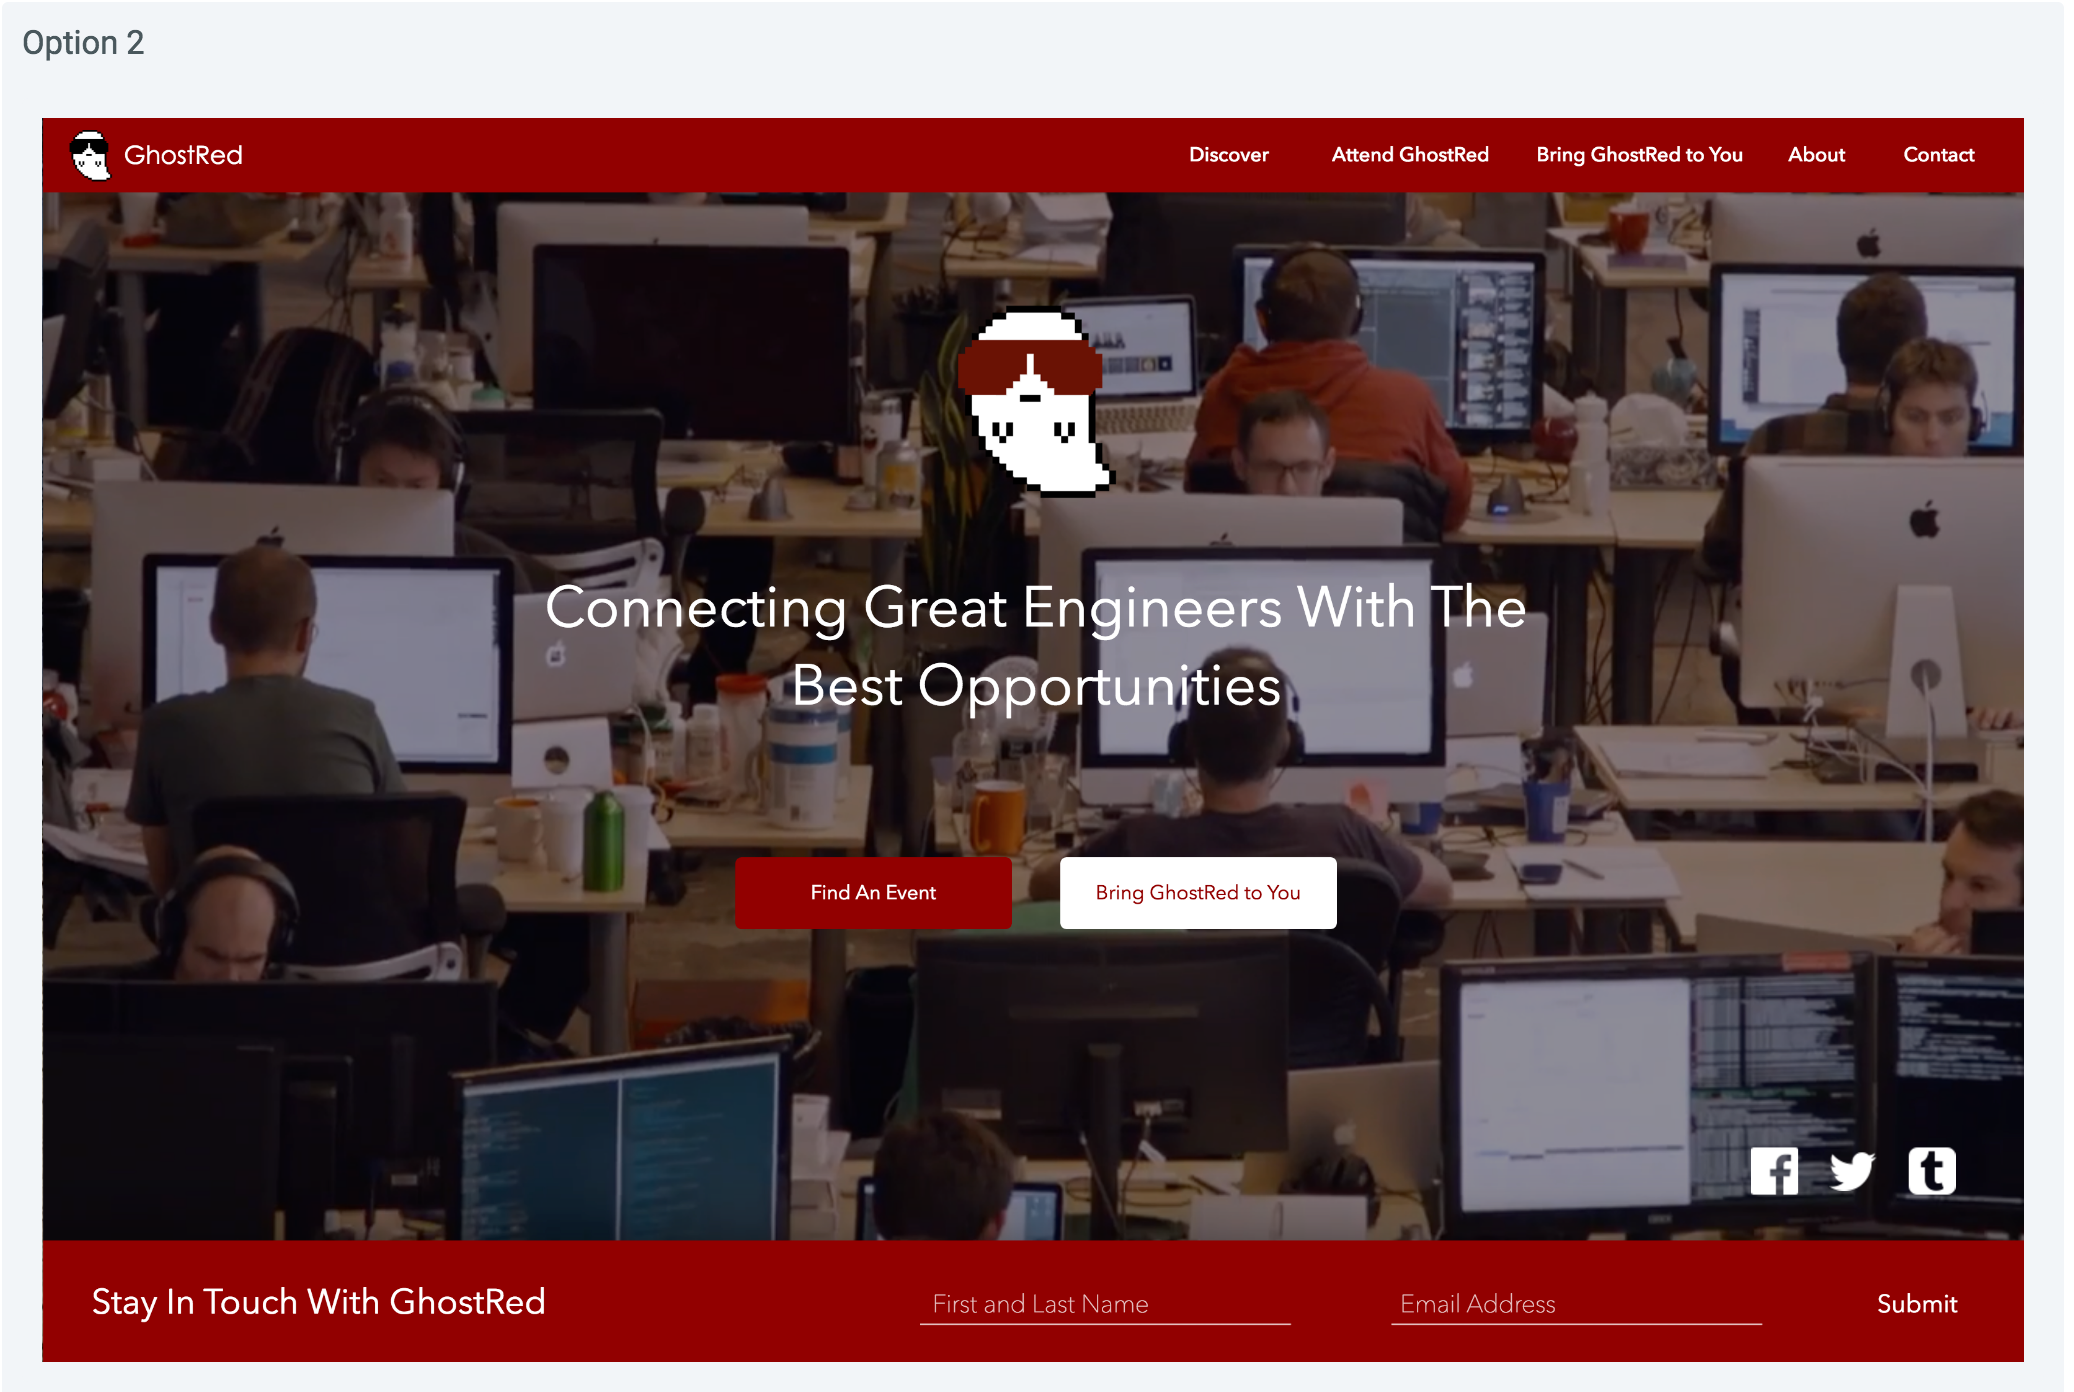 Option 2
GhostRed
Discover
Attend GhostRed
Bring GhostRed to You
About
Contact
Connecting Great Engineers With The
Best Opportunities
Find An Event
Bring GhostRed to You
Stay In Touch With GhostRed
First and Last Name
Email Address
Submit